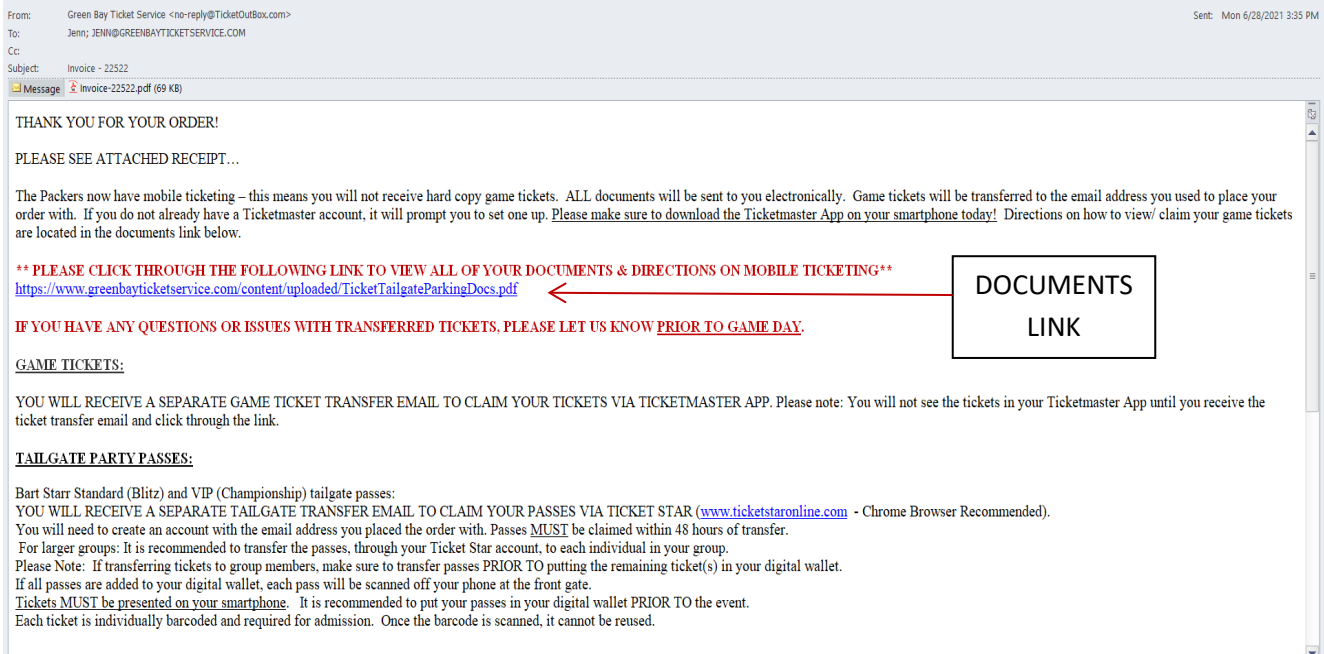 From: Green Bay Ticket Service <no-reply@TicketOutBox.com> Sent: Mon 6/28/2021 3:35 PM
To: Jenn; JENN@GREENBAYTICKETSERVICE.COM
Cc:
Subject: Invoice - 22522
Message Invoice-22522.pdf (69 KB)
THANK YOU FOR YOUR ORDER!
PLEASE SEE ATTACHED RECEIPT…
The Packers now have mobile ticketing – this means you will not receive hard copy game tickets.  ALL documents will be sent to you electronically.  Game tickets will be transferred to the email address you used to place your
order with.  If you do not already have a Ticketmaster account, it will prompt you to set one up. Please make sure to download the Ticketmaster App on your smartphone today!  Directions on how to view/ claim your game tickets
are located in the documents link below.
** PLEASE CLICK THROUGH THE FOLLOWING LINK TO VIEW ALL OF YOUR DOCUMENTS & DIRECTIONS ON MOBILE TICKETING**
https://www.greenbayticketservice.com/content/uploaded/TicketTailgateParkingDocs.pdf
DOCUMENTS
LINK
IF YOU HAVE ANY QUESTIONS OR ISSUES WITH TRANSFERRED TICKETS, PLEASE LET US KNOW PRIOR TO GAME DAY.
GAME TICKETS:
YOU WILL RECEIVE A SEPARATE GAME TICKET TRANSFER EMAIL TO CLAIM YOUR TICKETS VIA TICKETMASTER APP. Please note: You will not see the tickets in your Ticketmaster App until you receive the
ticket transfer email and click through the link.
TAILGATE PARTY PASSES:
Bart Starr Standard (Blitz) and VIP (Championship) tailgate passes:
YOU WILL RECEIVE A SEPARATE TAILGATE TRANSFER EMAIL TO CLAIM YOUR PASSES VIA TICKET STAR (www.ticketstaronline.com  - Chrome Browser Recommended).
You will need to create an account with the email address you placed the order with. Passes MUST be claimed within 48 hours of transfer.
For larger groups: It is recommended to transfer the passes, through your Ticket Star account, to each individual in your group.
Please Note:  If transferring tickets to group members, make sure to transfer passes PRIOR TO putting the remaining ticket(s) in your digital wallet.
If all passes are added to your digital wallet, each pass will be scanned off your phone at the front gate.
Tickets MUST be presented on your smartphone.   It is recommended to put your passes in your digital wallet PRIOR TO the event.
Each ticket is individually barcoded and required for admission.  Once the barcode is scanned, it cannot be reused.